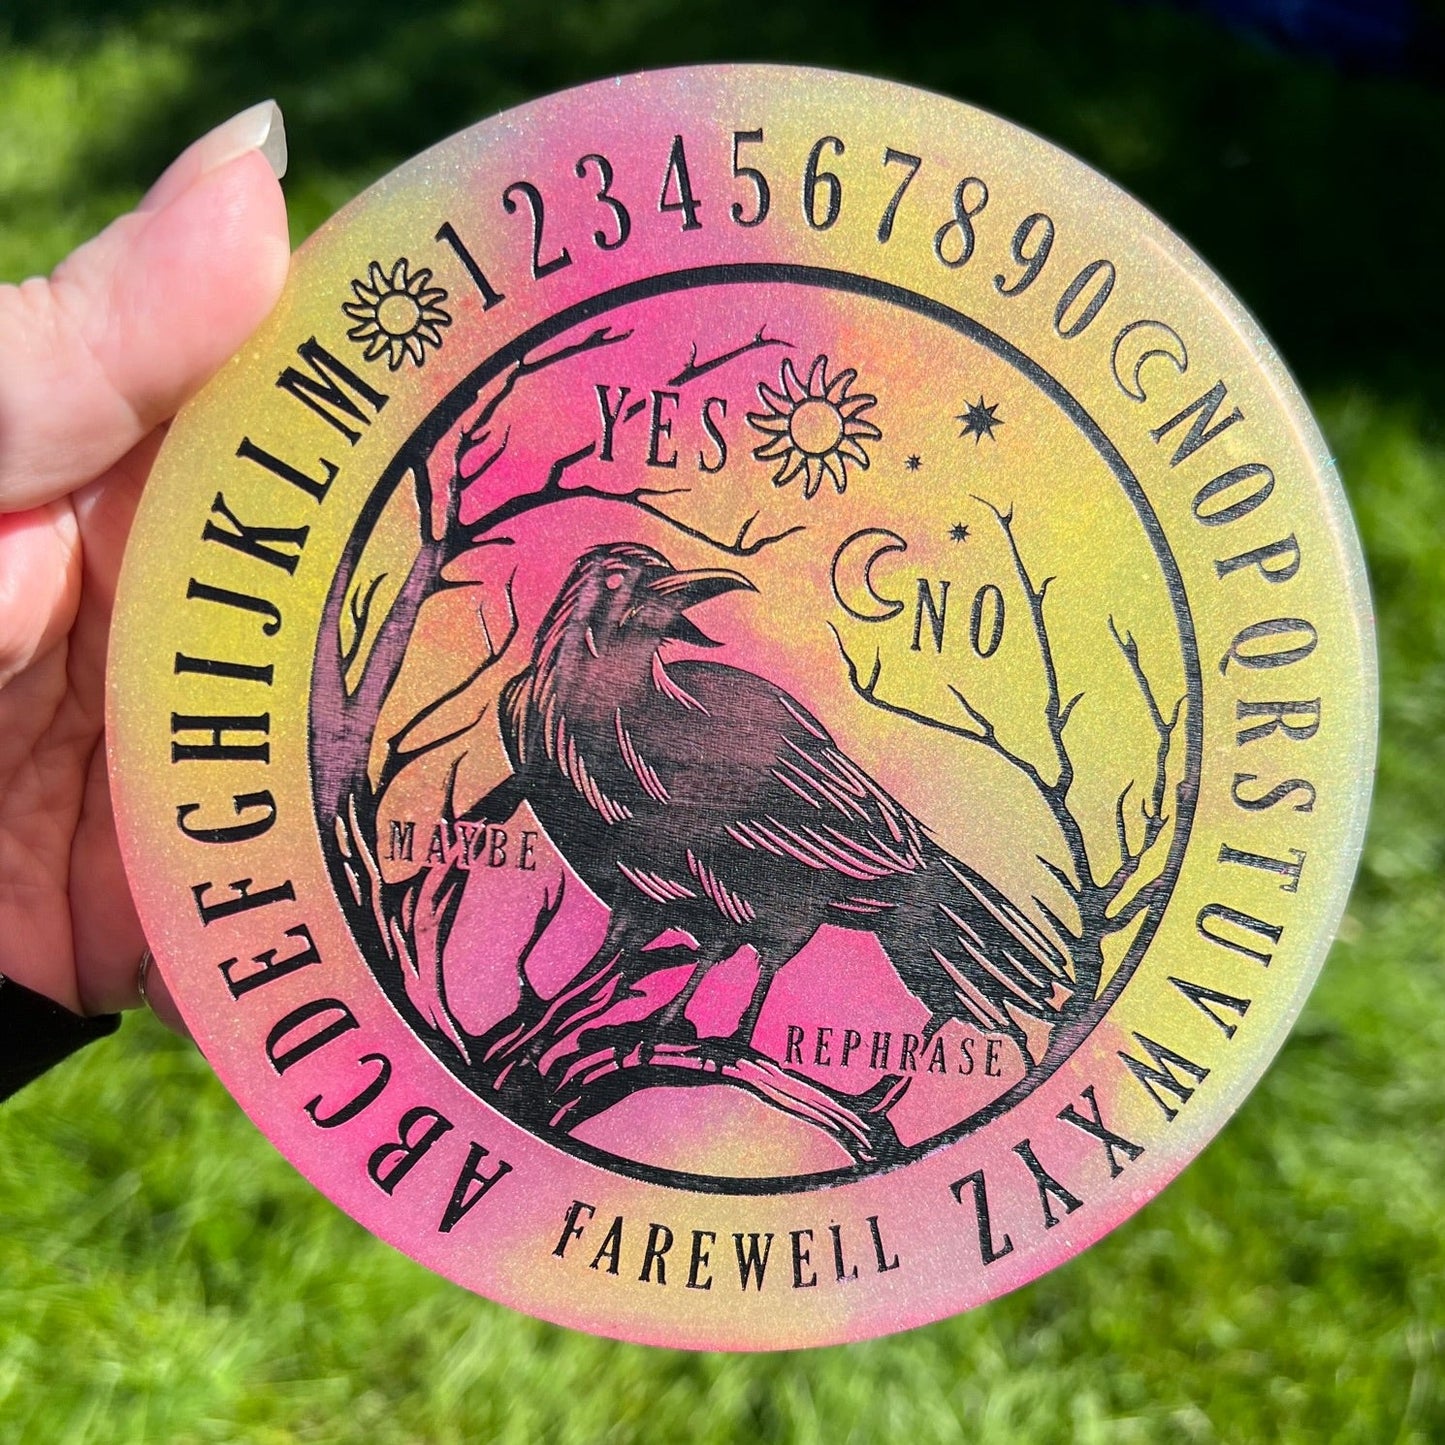 1234567890
ABCDEFGHIJKLM
NOPQRSTUVWXYZ
YES
NO
MAYBE
REPHRASE
FAREWELL